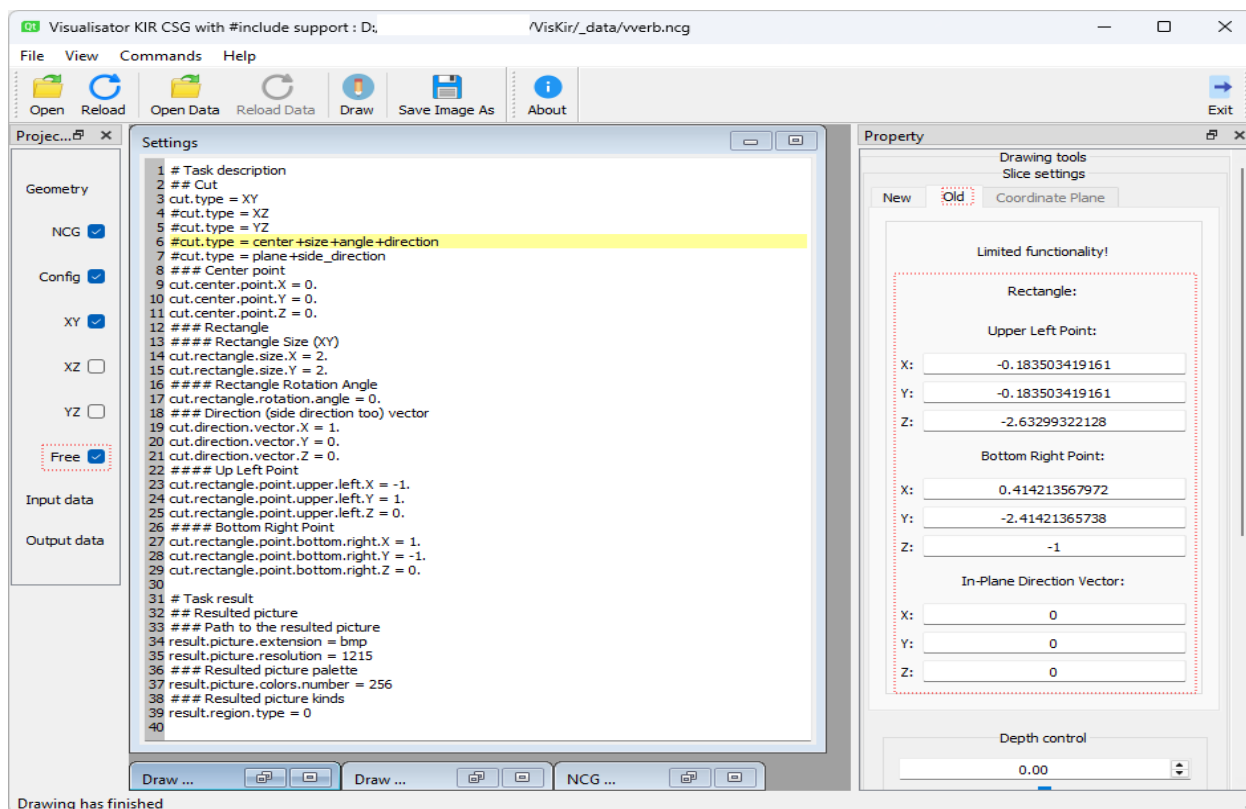 Visualisator KIR CSG with #include support : D:, /VisKir/_data/vverb.ncg
File View Commands Help
Open Reload Open Data Reload Data Draw Save Image As About Exit
Projec...
Geometry
NCG
Config
XY
XZ
YZ
Free
Input data
Output data
Settings
1 # Task description
2 ## Cut
3 cut.type = XY
4 #cut.type = XZ
5 #cut.type = YZ
6 #cut.type = center+size+angle+direction
7 #cut.type = plane+side_direction
8 ### Center point
9 cut.center.point.X = 0.
10 cut.center.point.Y = 0.
11 cut.center.point.Z = 0.
12 ### Rectangle
13 #### Rectangle Size (XY)
14 cut.rectangle.size.X = 2.
15 cut.rectangle.size.Y = 2.
16 #### Rectangle Rotation Angle
17 cut.rectangle.rotation.angle = 0.
18 ### Direction (side direction too) vector
19 cut.direction.vector.X = 1.
20 cut.direction.vector.Y = 0.
21 cut.direction.vector.Z = 0.
22 #### Up Left Point
23 cut.rectangle.point.upper.left.X = -1.
24 cut.rectangle.point.upper.left.Y = 1.
25 cut.rectangle.point.upper.left.Z = 0.
26 #### Bottom Right Point
27 cut.rectangle.point.bottom.right.X = 1.
28 cut.rectangle.point.bottom.right.Y = -1.
29 cut.rectangle.point.bottom.right.Z = 0.
30
31 # Task result
32 ## Resulted picture
33 ### Path to the resulted picture
34 result.picture.extension = bmp
35 result.picture.resolution = 1215
36 ### Resulted picture palette
37 result.picture.colors.number = 256
38 ### Resulted picture kinds
39 result.region.type = 0
40
Draw ... Draw ... NCG ...
Property
Drawing tools
Slice settings
New Old Coordinate Plane
Limited functionality!
Rectangle:
Upper Left Point:
X: -0.183503419161
Y: -0.183503419161
Z: -2.63299322128
Bottom Right Point:
X: 0.414213567972
Y: -2.41421365738
Z: -1
In-Plane Direction Vector:
X: 0
Y: 0
Z: 0
Depth control
0.00
Drawing has finished